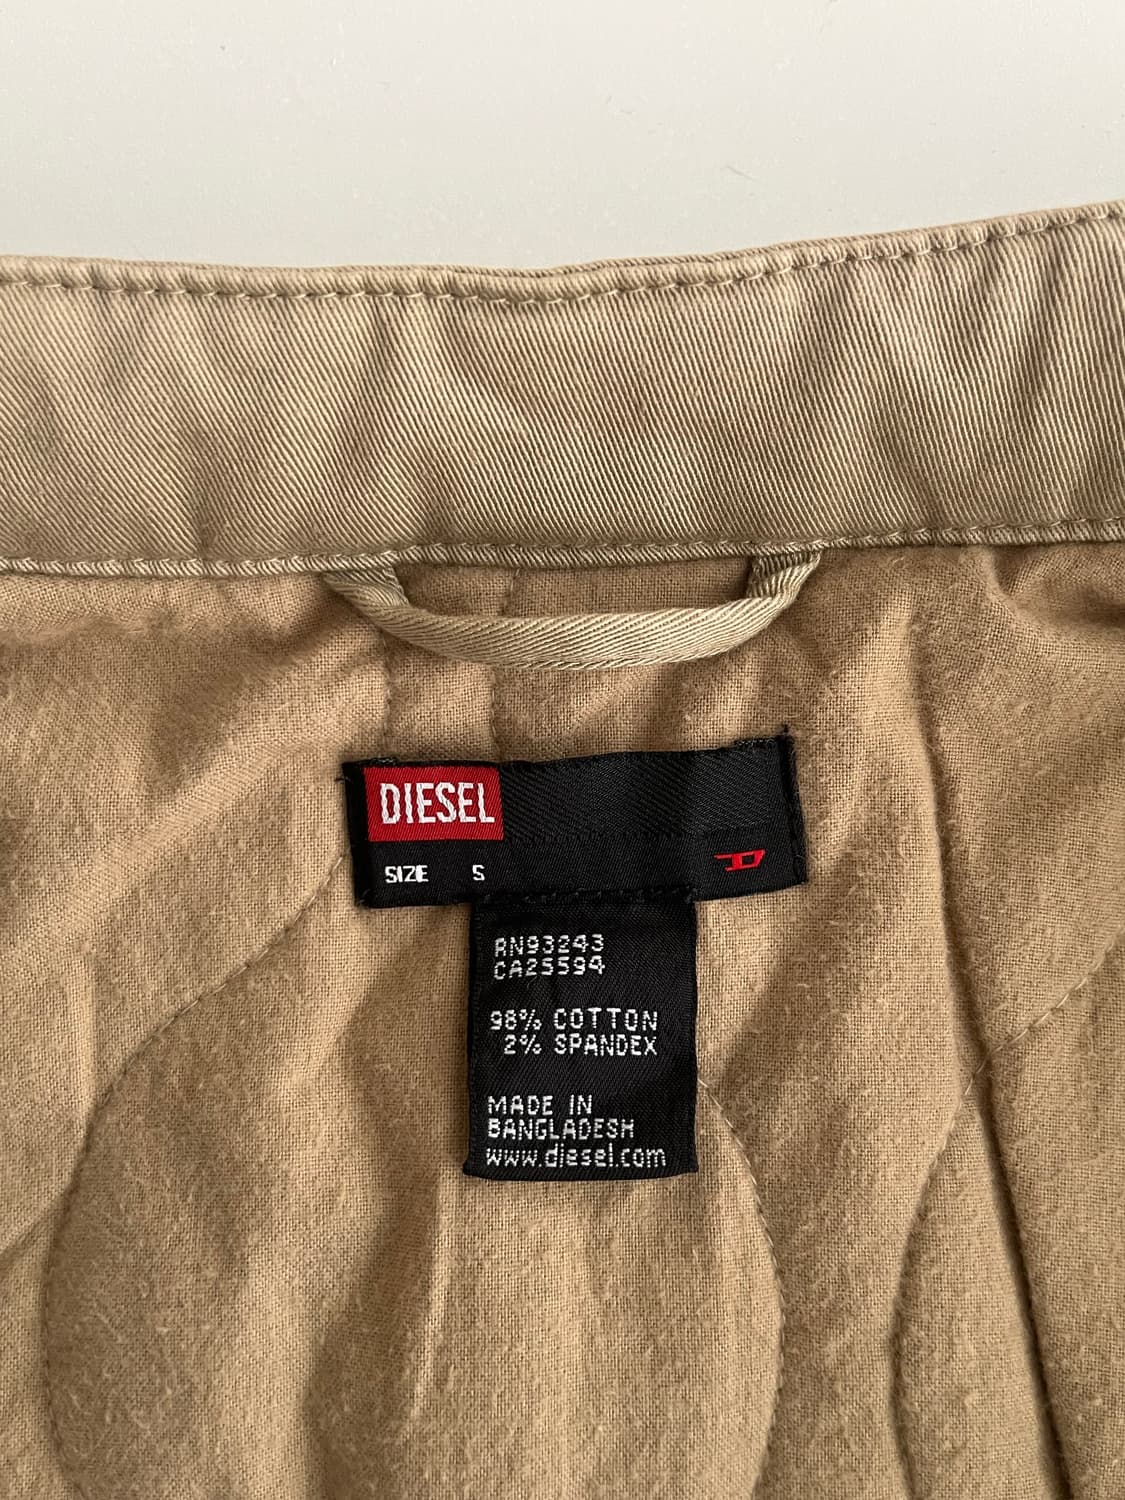 DIESEL
SIZE S
RN93243
CA25594
98% COTTON
2% SPANDEX
MADE IN
BANGLADESH
www.diesel.com